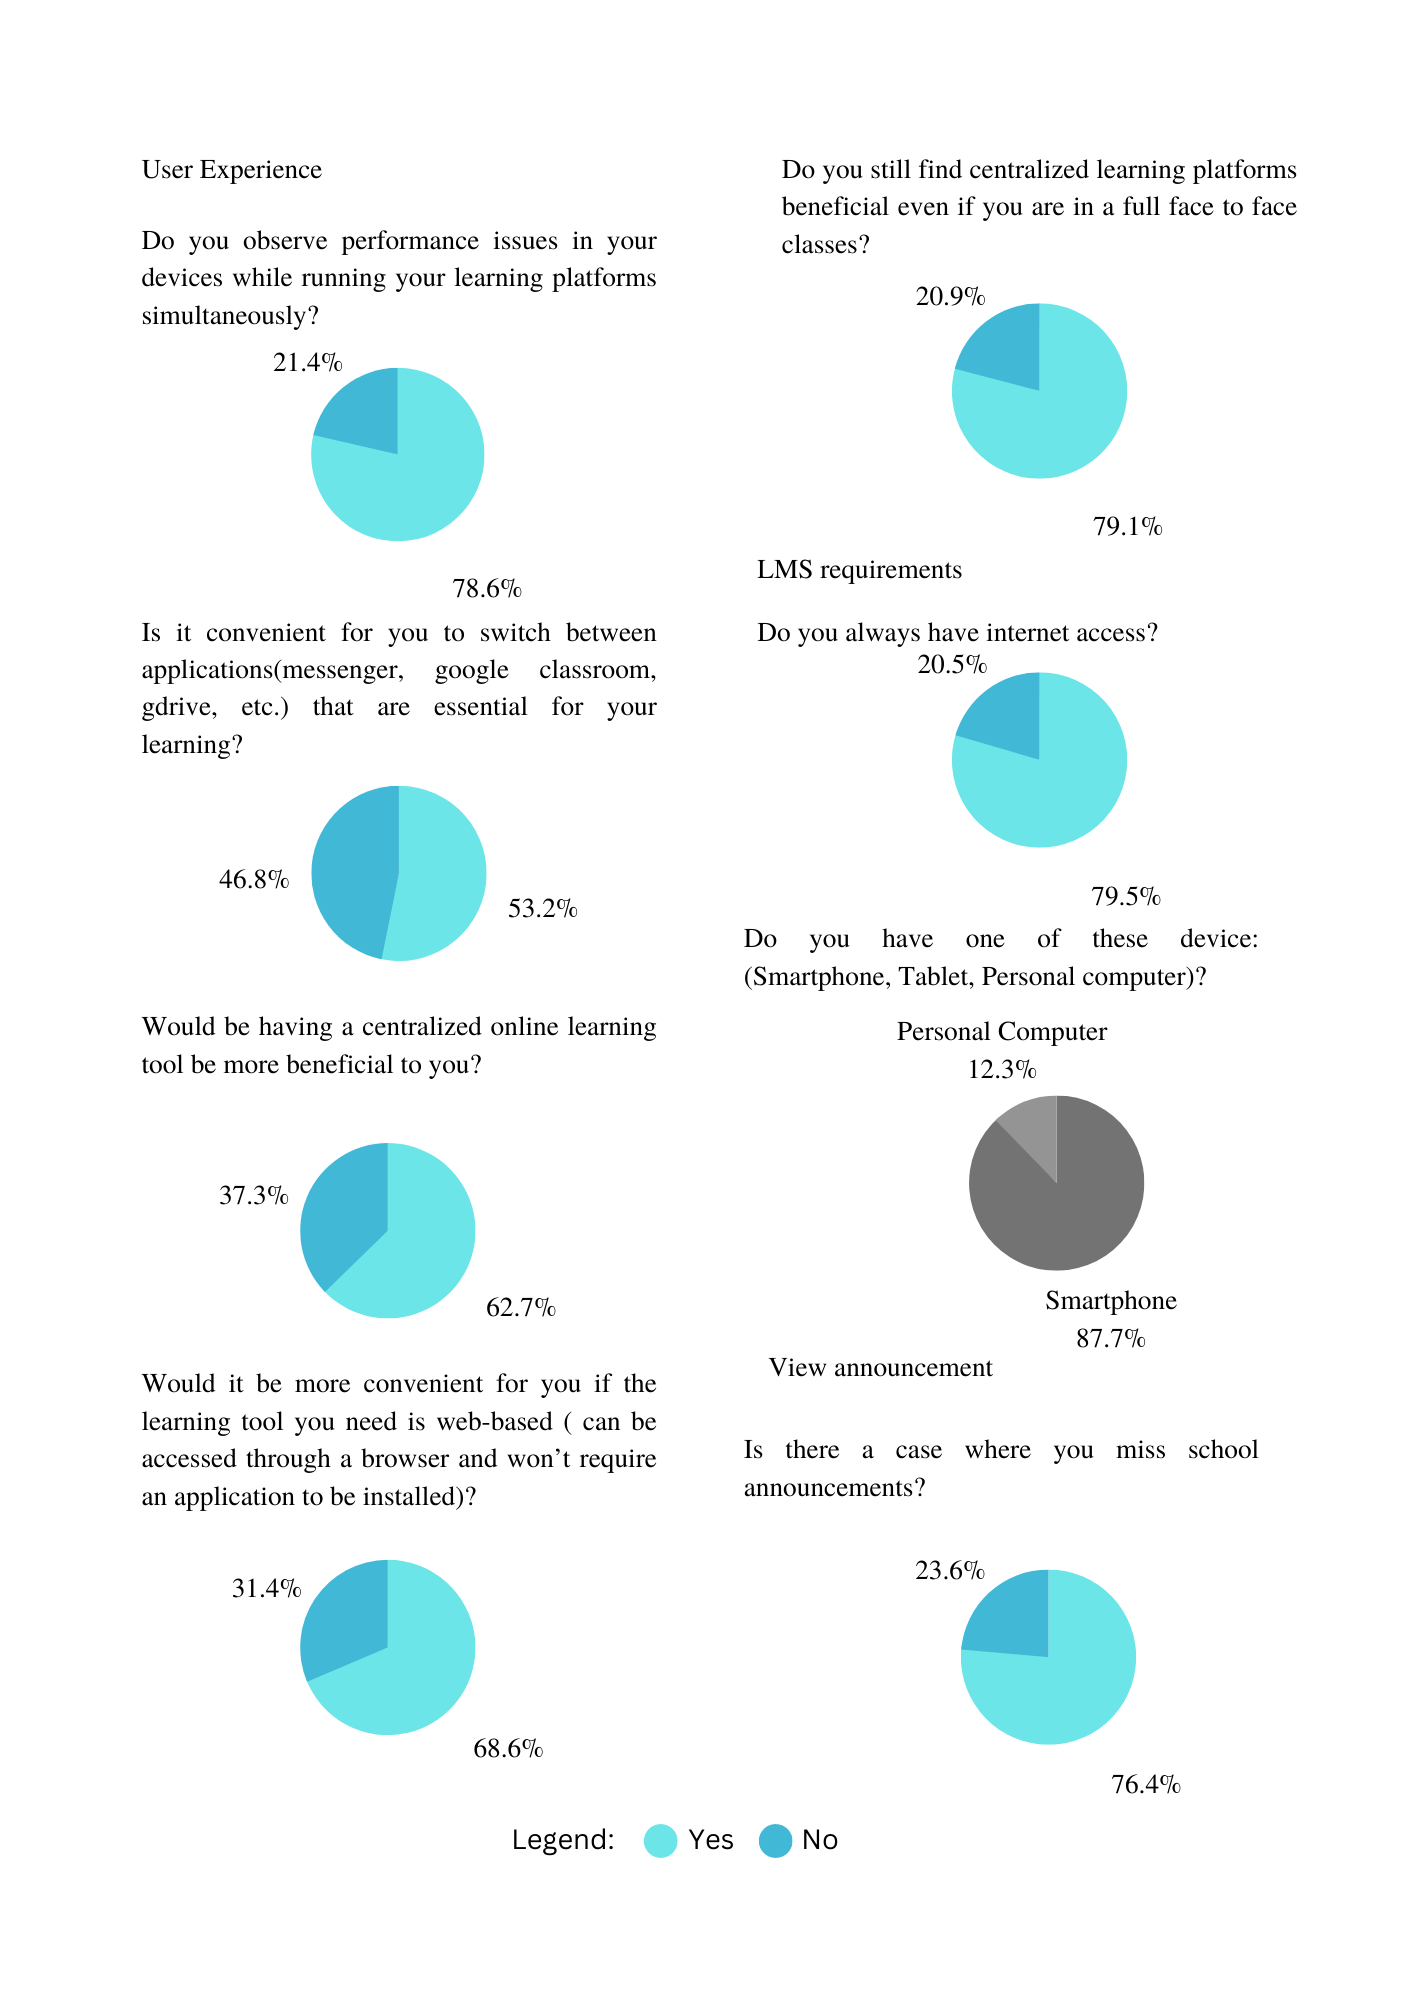 User Experience
Do you observe performance issues in your
devices while running your learning platforms
simultaneously?
21.4%
78.6%
Is it convenient for you to switch between
applications(messenger, google classroom,
gdrive, etc.) that are essential for your
learning?
46.8%
53.2%
Would be having a centralized online learning
tool be more beneficial to you?
37.3%
62.7%
Would it be more convenient for you if the
learning tool you need is web-based ( can be
accessed through a browser and won’t require
an application to be installed)?
31.4%
68.6%
Do you still find centralized learning platforms
beneficial even if you are in a full face to face
classes?
20.9%
79.1%
LMS requirements
Do you always have internet access?
20.5%
79.5%
Do you have one of these device:
(Smartphone, Tablet, Personal computer)?
Personal Computer
12.3%
Smartphone
87.7%
View announcement
Is there a case where you miss school
announcements?
23.6%
76.4%
Legend: Yes No